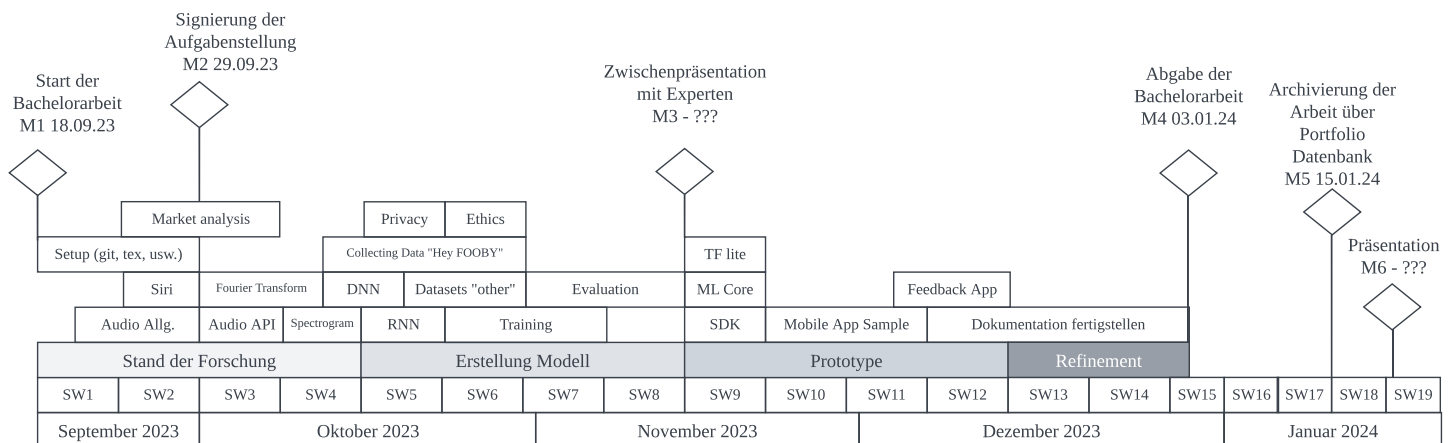 Start der
Bachelorarbeit
M1 18.09.23
Signierung der
Aufgabenstellung
M2 29.09.23
Zwischenpräsentation
mit Experten
M3 - ???
Abgabe der
Bachelorarbeit
M4 03.01.24
Archivierung der
Arbeit über
Portfolio
Datenbank
M5 15.01.24
Präsentation
M6 - ???
Market analysis
Privacy
Ethics
Setup (git, tex, usw.)
Collecting Data "Hey FOOBY"
TF lite
Siri
Fourier Transform
DNN
Datasets "other"
Evaluation
ML Core
Feedback App
Audio Allg.
Audio API
Spectrogram
RNN
Training
SDK
Mobile App Sample
Dokumentation fertigstellen
Stand der Forschung
Erstellung Modell
Prototype
Refinement
SW1
SW2
SW3
SW4
SW5
SW6
SW7
SW8
SW9
SW10
SW11
SW12
SW13
SW14
SW15
SW16
SW17
SW18
SW19
September 2023
Oktober 2023
November 2023
Dezember 2023
Januar 2024